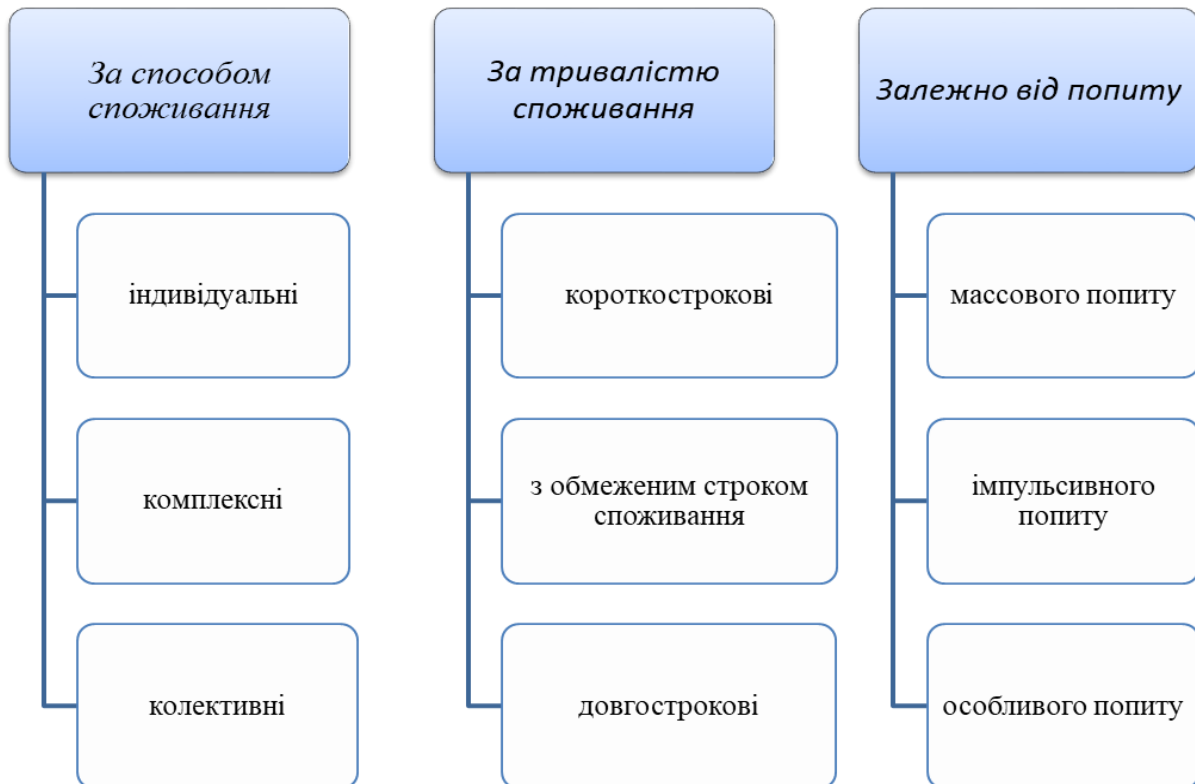 За способом
споживання
індивідуальні
комплексні
колективні
За тривалістю
споживання
короткострокові
з обмеженим строком
споживання
довгострокові
Залежно від попиту
массового попиту
імпульсивного
попиту
особливого попиту